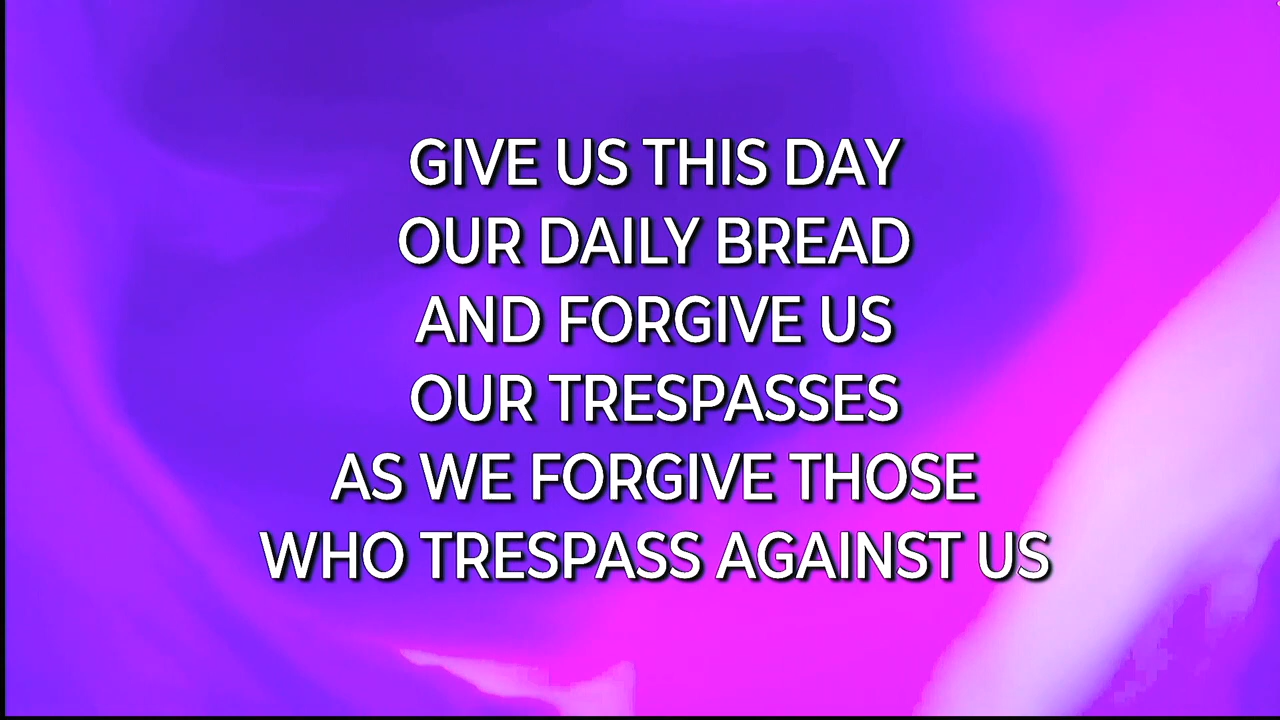 GIVE US THIS DAY
OUR DAILY BREAD
AND FORGIVE US
OUR TRESPASSES
AS WE FORGIVE THOSE
WHO TRESPASS AGAINST US